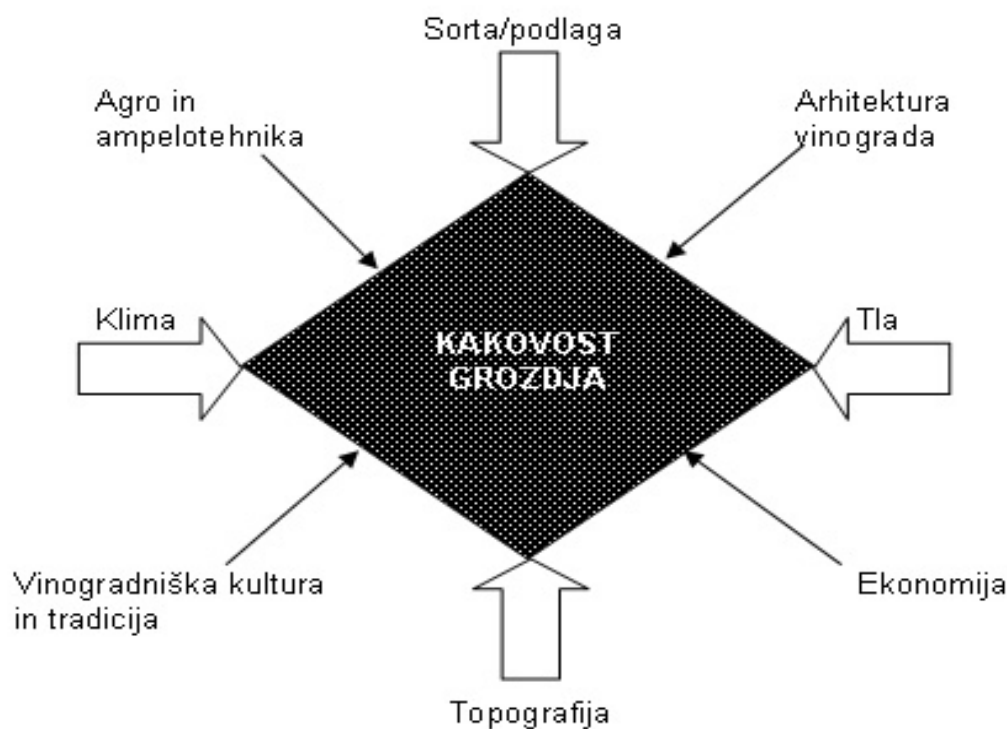 Sorta/podlaga
Agro in
ampelotehnika
Arhitektura
vinograda
Klima
KAKOVOST
GROZDJA
Tla
Vinogradniška kultura
in tradicija
Ekonomija
Topografija